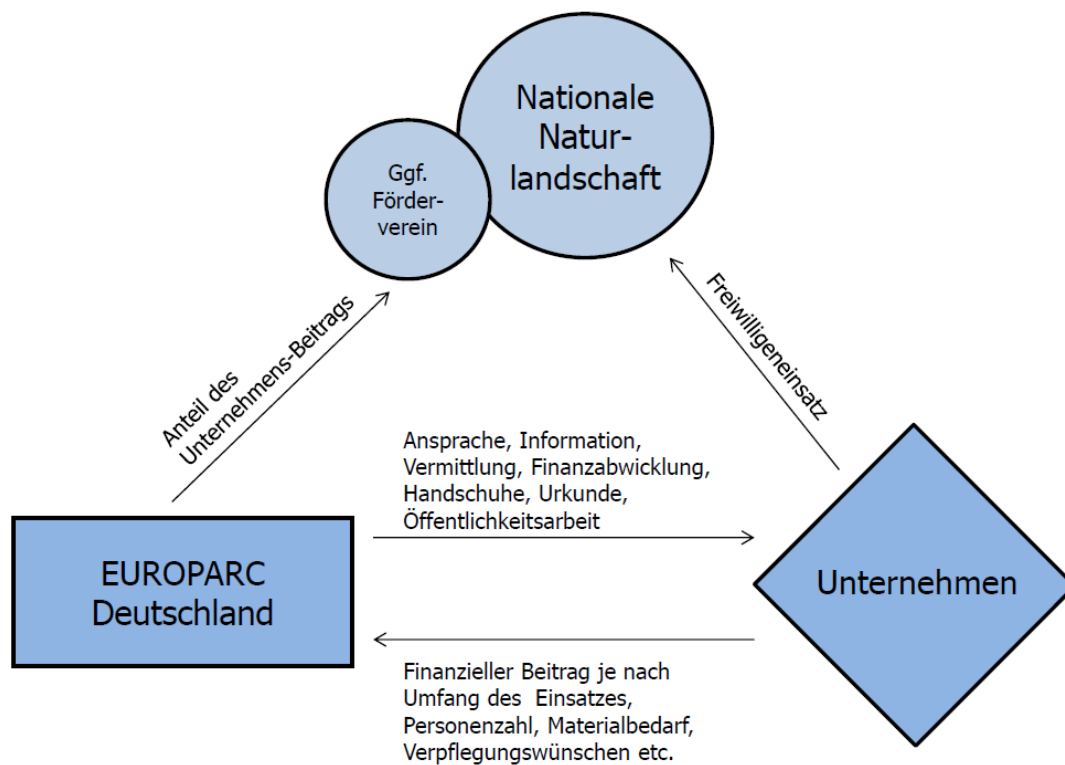 Nationale
Natur-
landschaft
Ggf.
Förder-
verein
Anteil des
Unternehmens-Beitrags
Freiwilligeneinsatz
Ansprache, Information,
Vermittlung, Finanzabwicklung,
Handschuhe, Urkunde,
Öffentlichkeitsarbeit
EUROPARC
Deutschland
Unternehmen
Finanzieller Beitrag je nach
Umfang des Einsatzes,
Personenzahl, Materialbedarf,
Verpflegungswünschen etc.